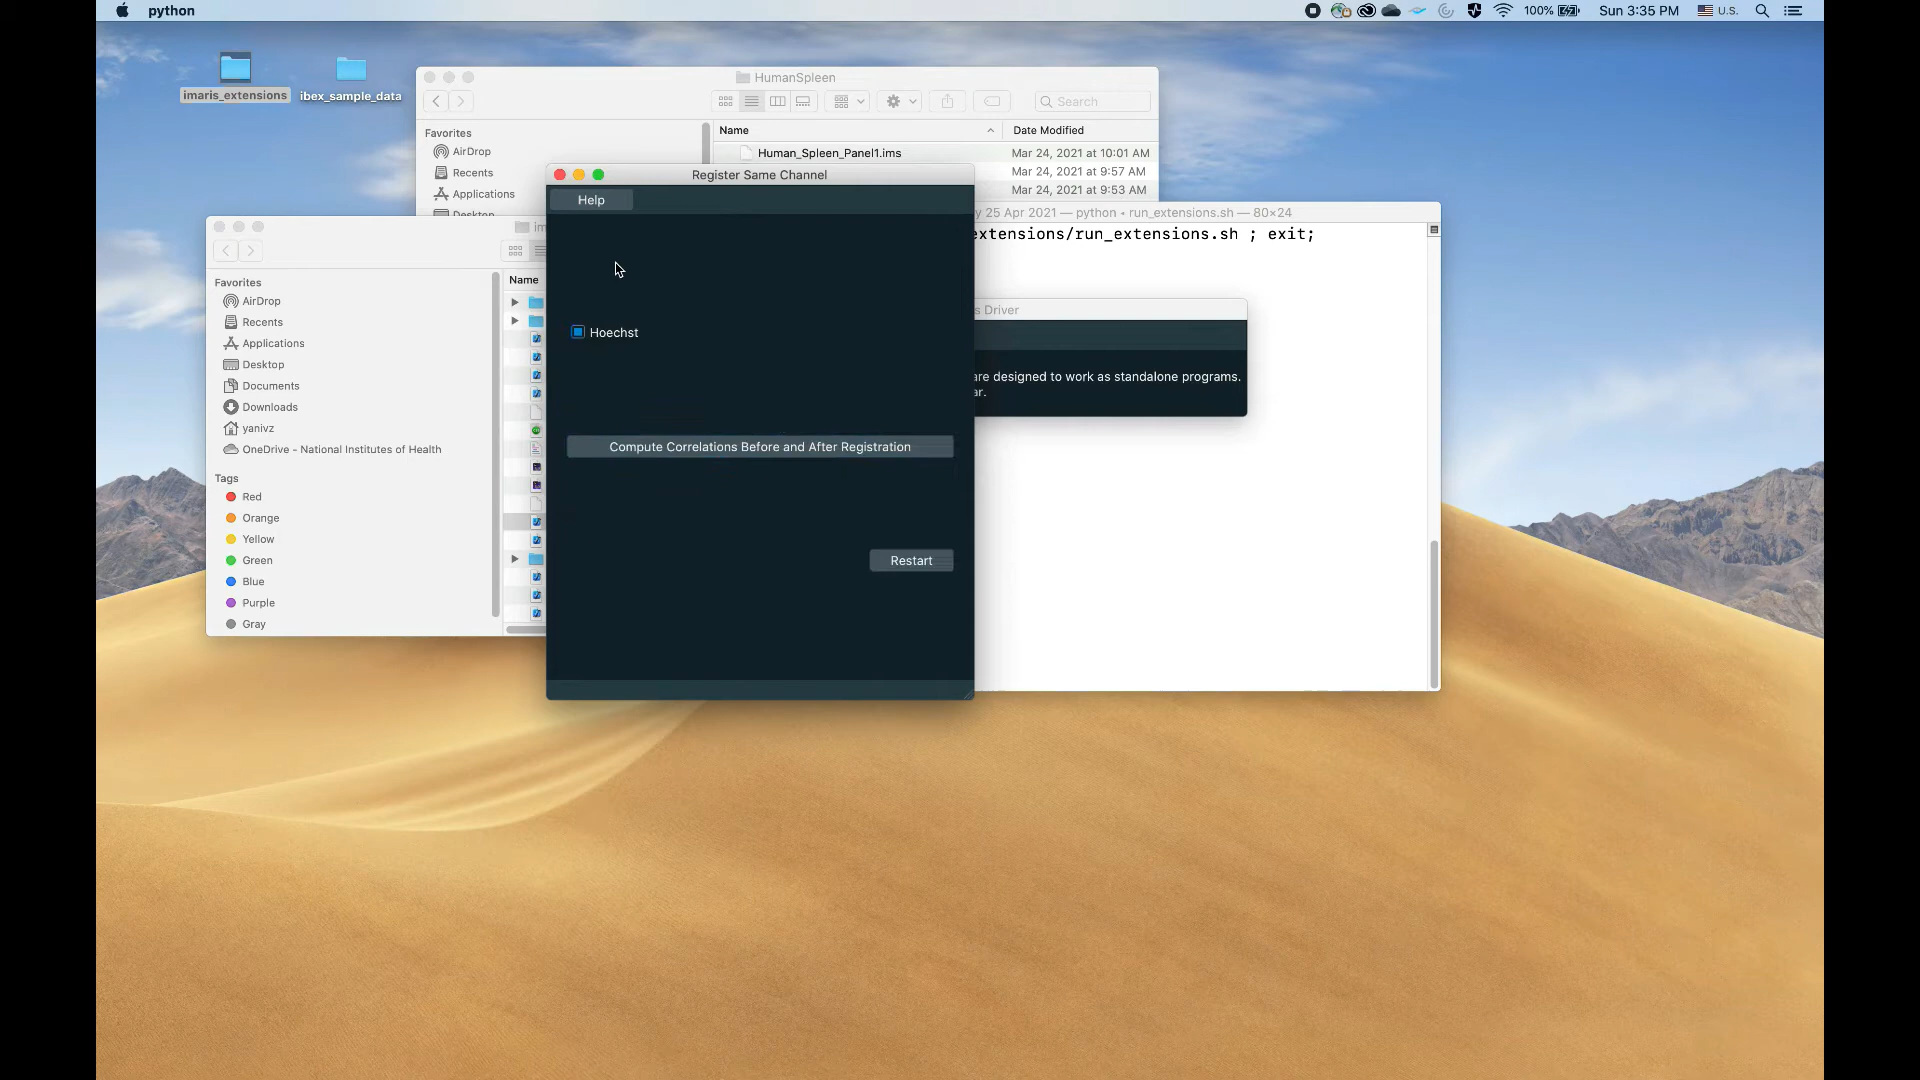 python
100%
Sun 3:35 PM
U.S.
imaris_extensions
ibex_sample_data
HumanSpleen
Search
Favorites
AirDrop
Recents
Applications
Name
Date Modified
Human_Spleen_Panel1.ims
Mar 24, 2021 at 10:01 AM
Mar 24, 2021 at 9:57 AM
Mar 24, 2021 at 9:53 AM
Register Same Channel
Help
Hoechst
Compute Correlations Before and After Registration
Restart
y 25 Apr 2021 — python • run_extensions.sh — 80×24
extensions/run_extensions.sh ; exit;
s Driver
are designed to work as standalone programs.
ar.
im
Favorites
AirDrop
Recents
Applications
Desktop
Documents
Downloads
yanivz
OneDrive – National Institutes of Health
Tags
Red
Orange
Yellow
Green
Blue
Purple
Gray
Name